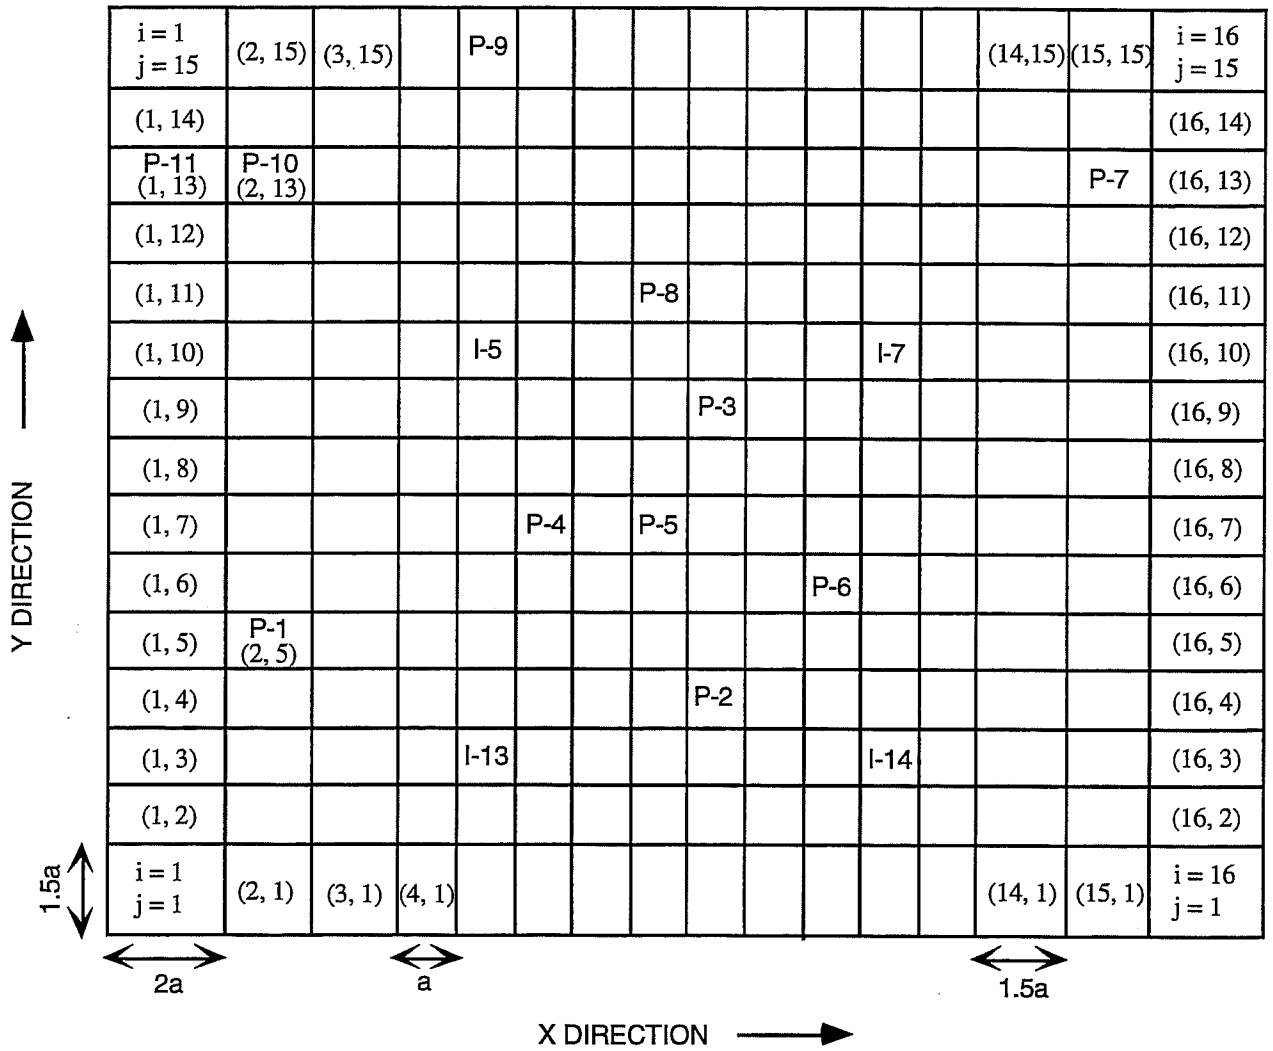 i = 1
j = 15
(2, 15)
(3, 15)
P-9
(14,15)
(15, 15)
i = 16
j = 15
(1, 14)
(16, 14)
P-11
(1, 13)
P-10
(2, 13)
P-7
(16, 13)
(1, 12)
(16, 12)
(1, 11)
P-8
(16, 11)
(1, 10)
I-5
I-7
(16, 10)
(1, 9)
P-3
(16, 9)
(1, 8)
(16, 8)
(1, 7)
P-4
P-5
(16, 7)
(1, 6)
P-6
(16, 6)
(1, 5)
P-1
(2, 5)
(16, 5)
(1, 4)
P-2
(16, 4)
(1, 3)
I-13
I-14
(16, 3)
(1, 2)
(16, 2)
i = 1
j = 1
(2, 1)
(3, 1)
(4, 1)
(14, 1)
(15, 1)
i = 16
j = 1
Y DIRECTION
1.5a
2a
a
1.5a
X DIRECTION